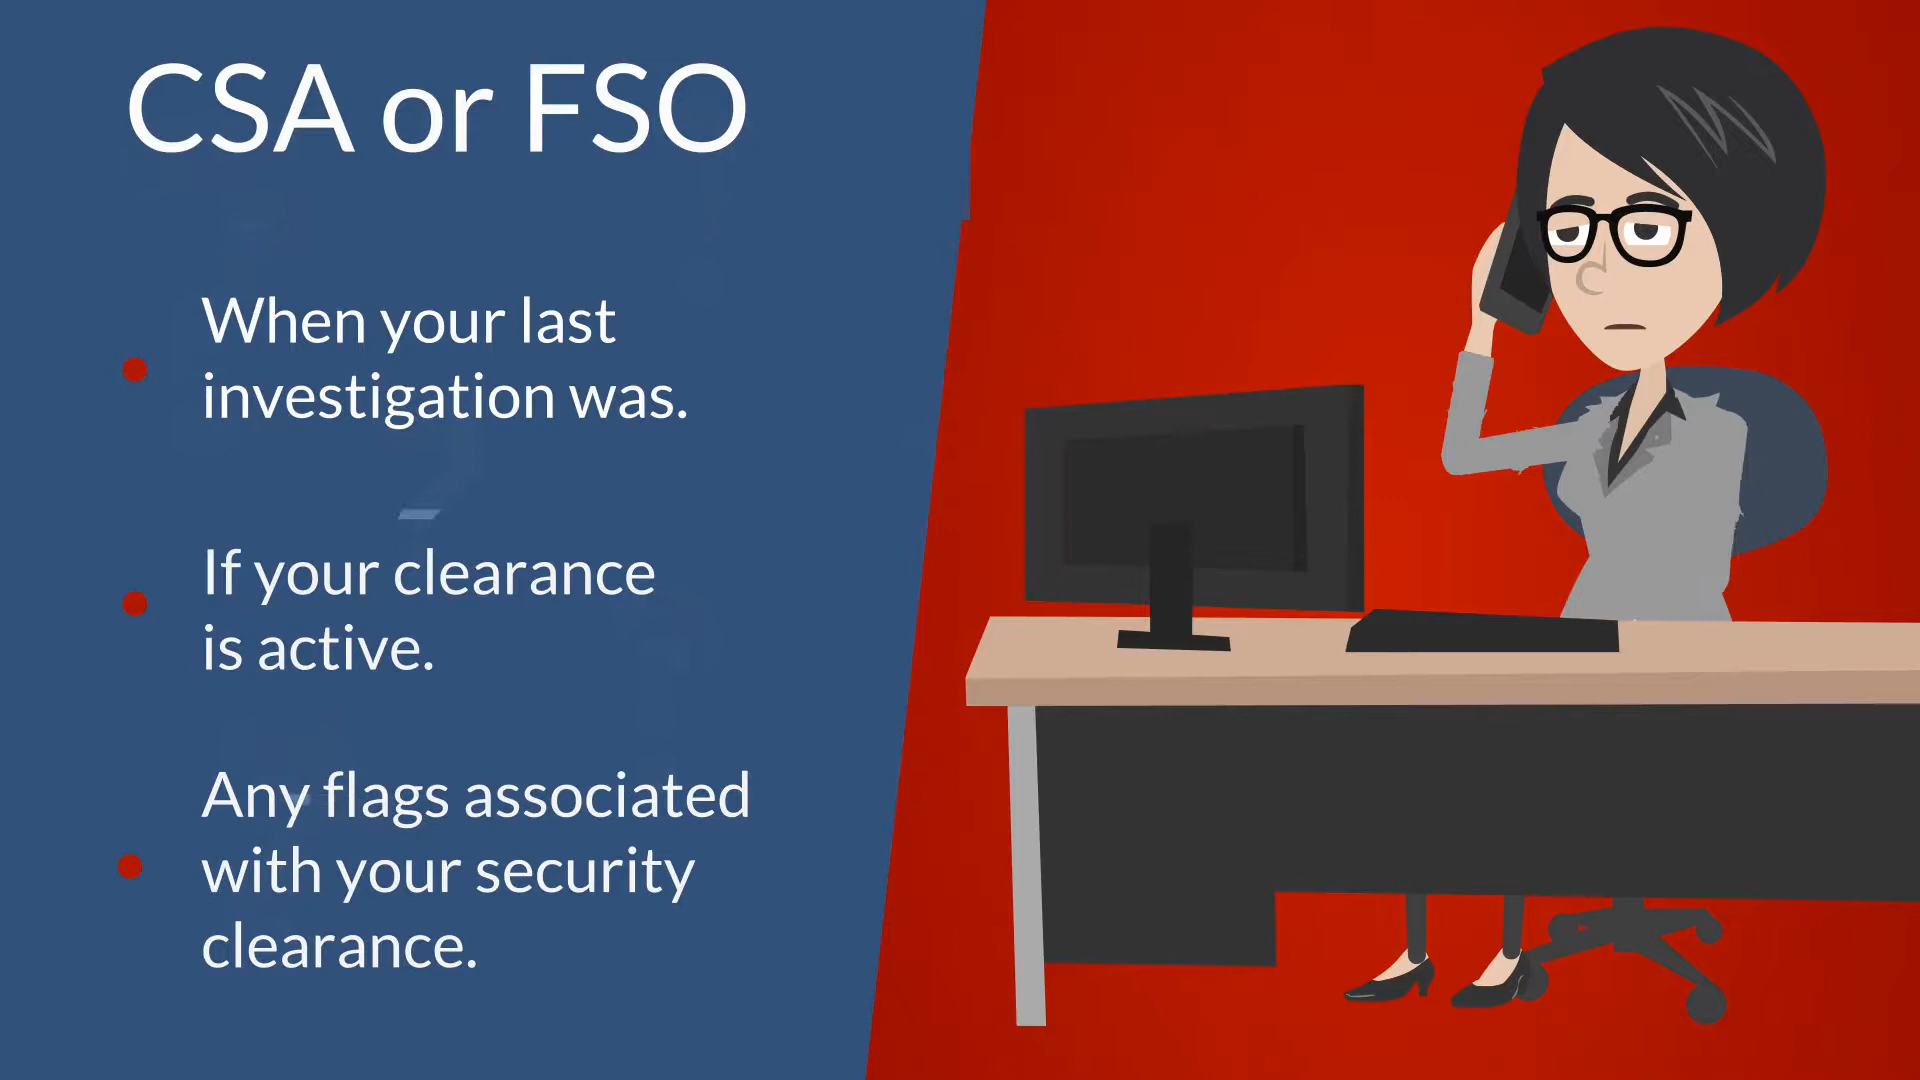 CSA or FSO
When your last
investigation was.
If your clearance
is active.
Any flags associated
with your security
clearance.